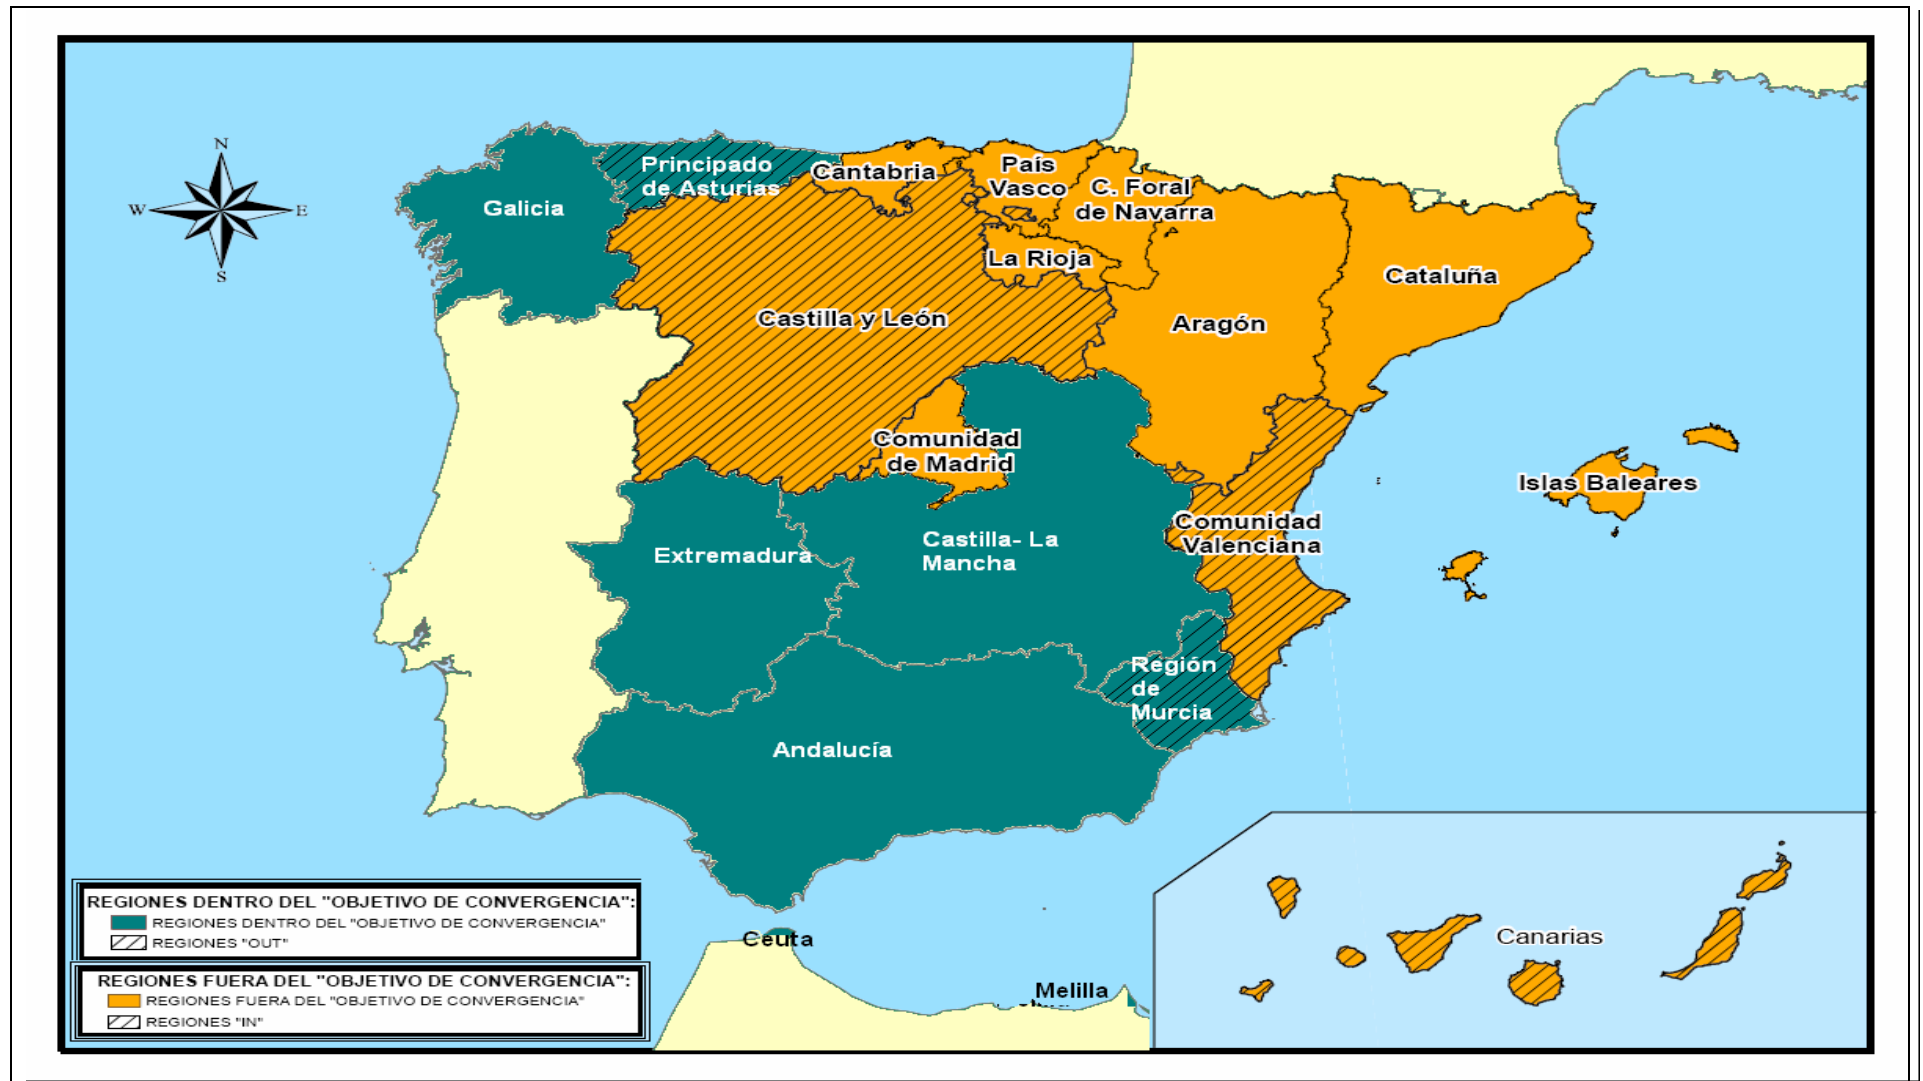 N
W
E
S
Principado
de Asturias
Cantabria
País
Vasco
C. Foral
de Navarra
Galicia
La Rioja
Cataluña
Castilla y León
Aragón
Comunidad
de Madrid
Islas Baleares
Comunidad
Valenciana
Extremadura
Castilla- La
Mancha
Región
de
Murcia
Andalucía
REGIONES DENTRO DEL "OBJETIVO DE CONVERGENCIA":
REGIONES DENTRO DEL "OBJETIVO DE CONVERGENCIA"
REGIONES "OUT"
Ceuta
Canarias
REGIONES FUERA DEL "OBJETIVO DE CONVERGENCIA":
REGIONES FUERA DEL "OBJETIVO DE CONVERGENCIA"
REGIONES "IN"
Melilla